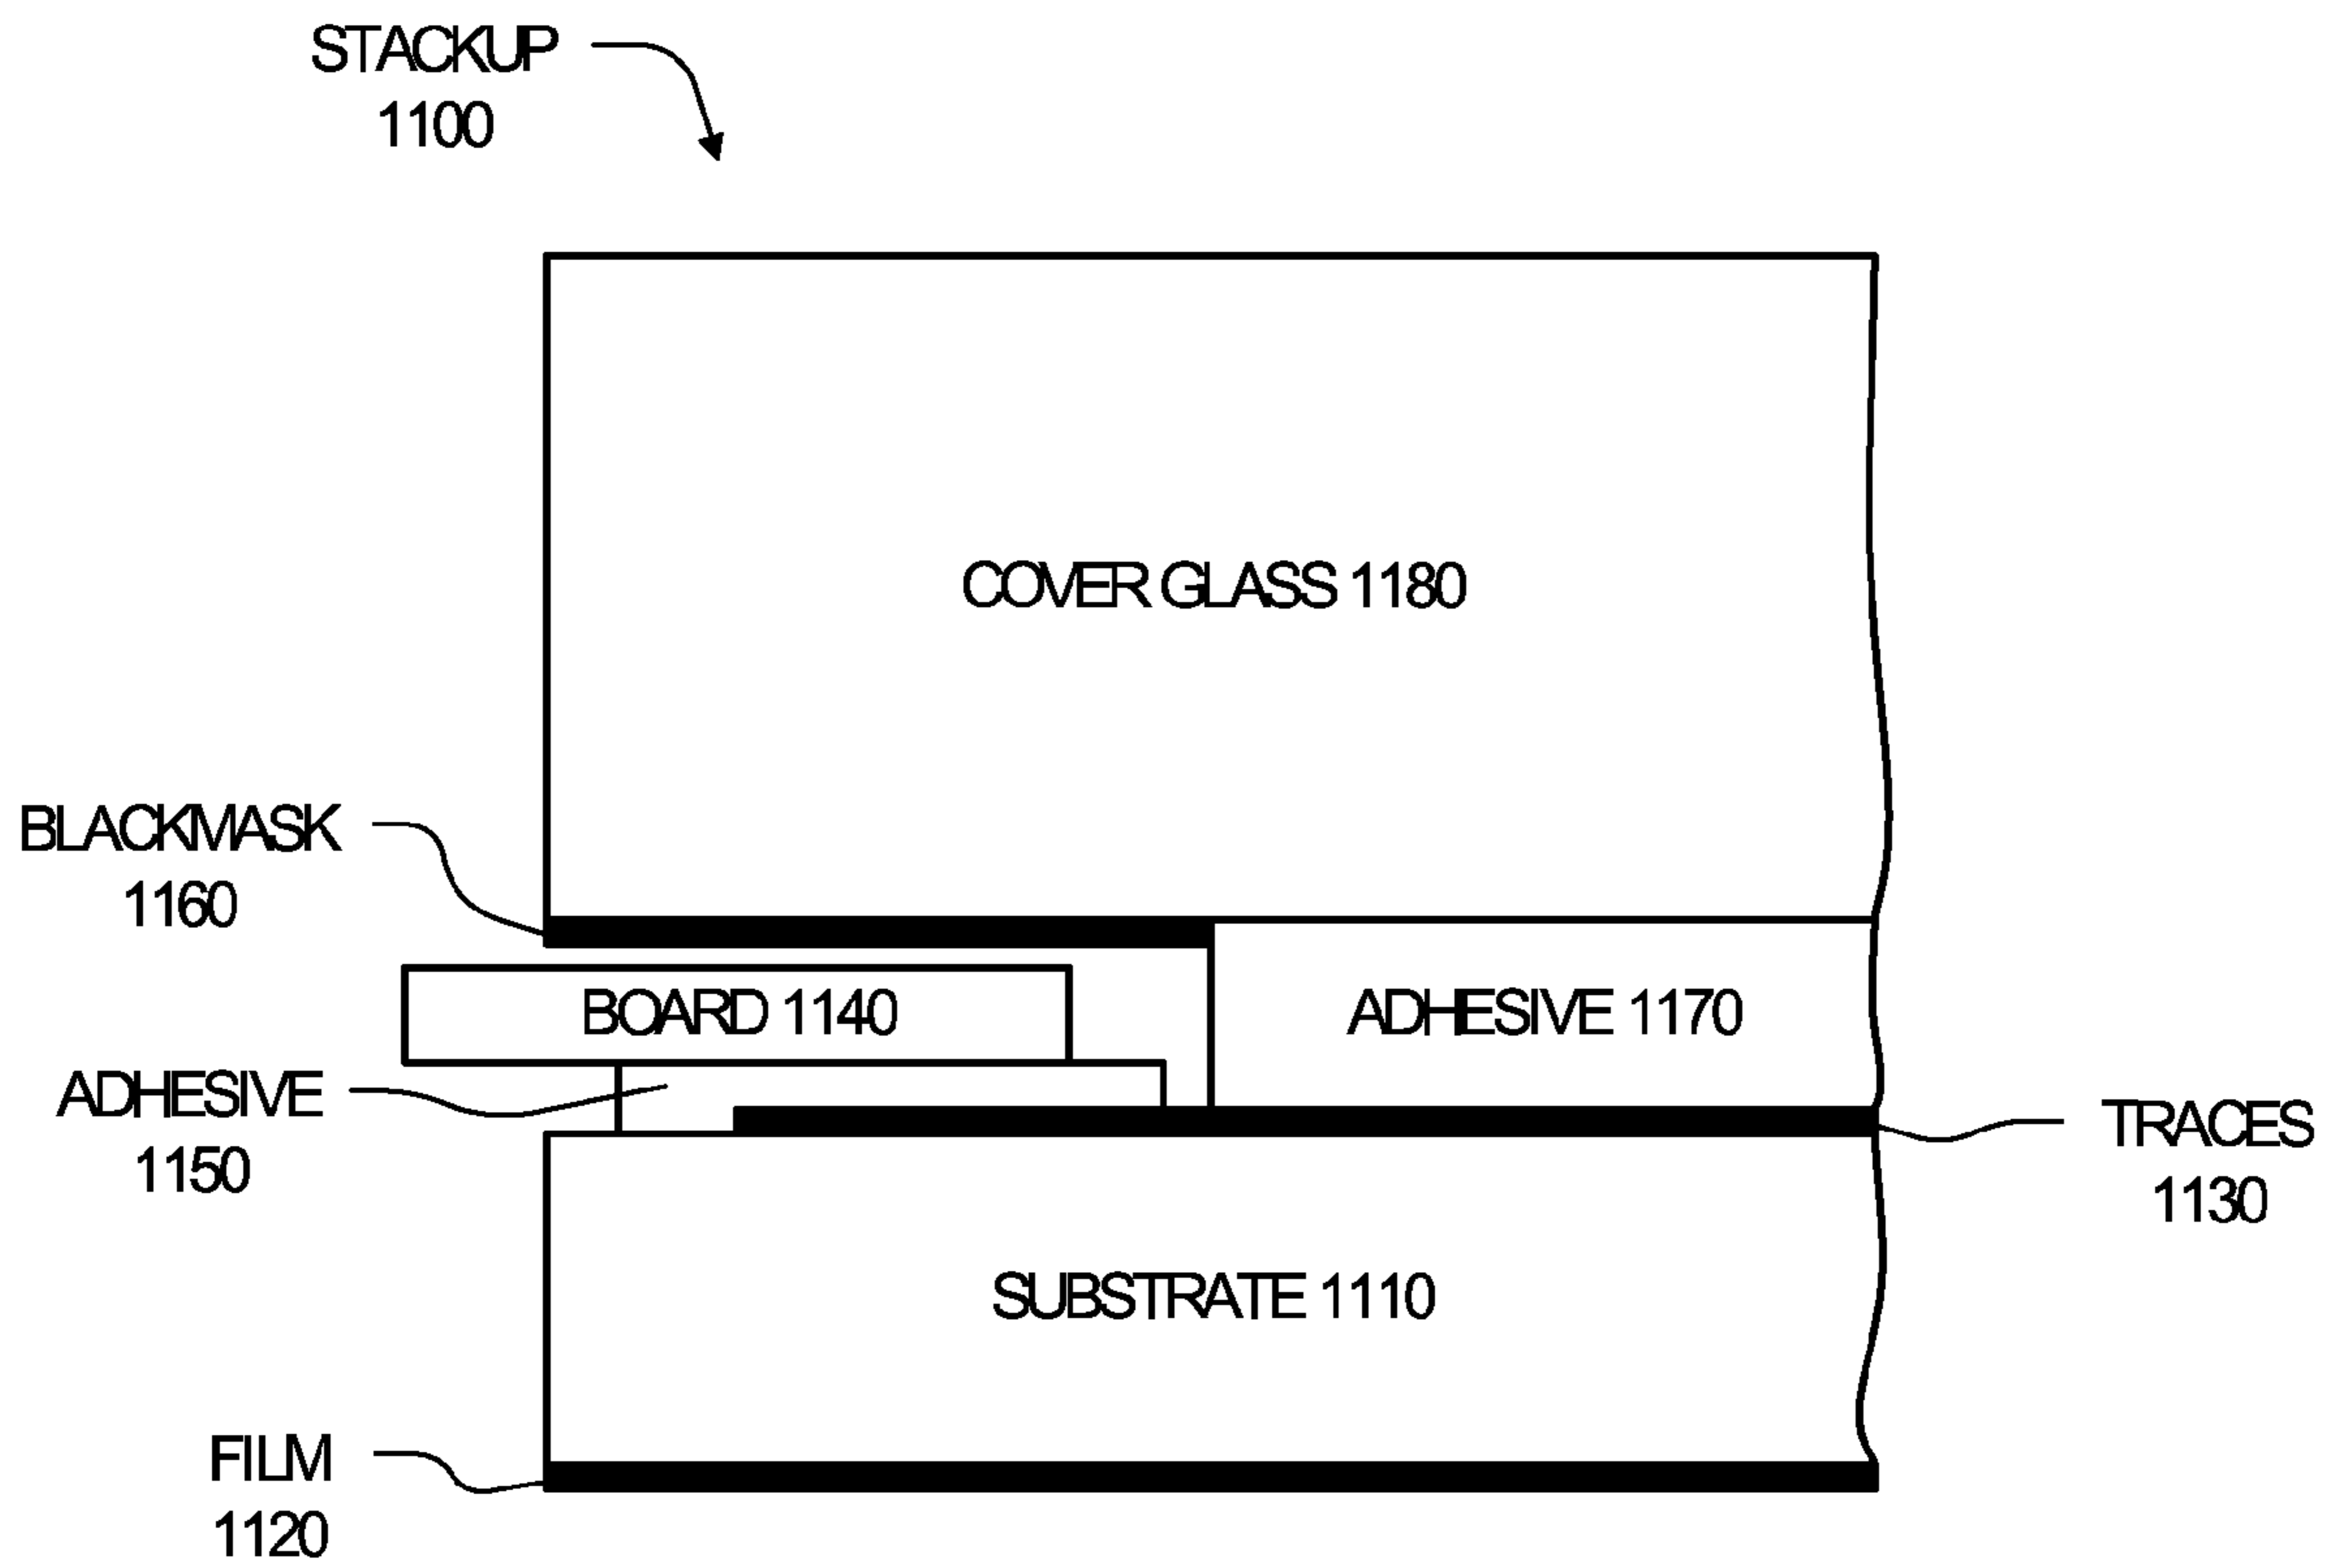 STACKUP
1100
COVER GLASS 1180
BLACKMASK
1160
BOARD 1140
ADHESIVE 1170
ADHESIVE
1150
TRACES
1130
SUBSTRATE 1110
FILM
1120